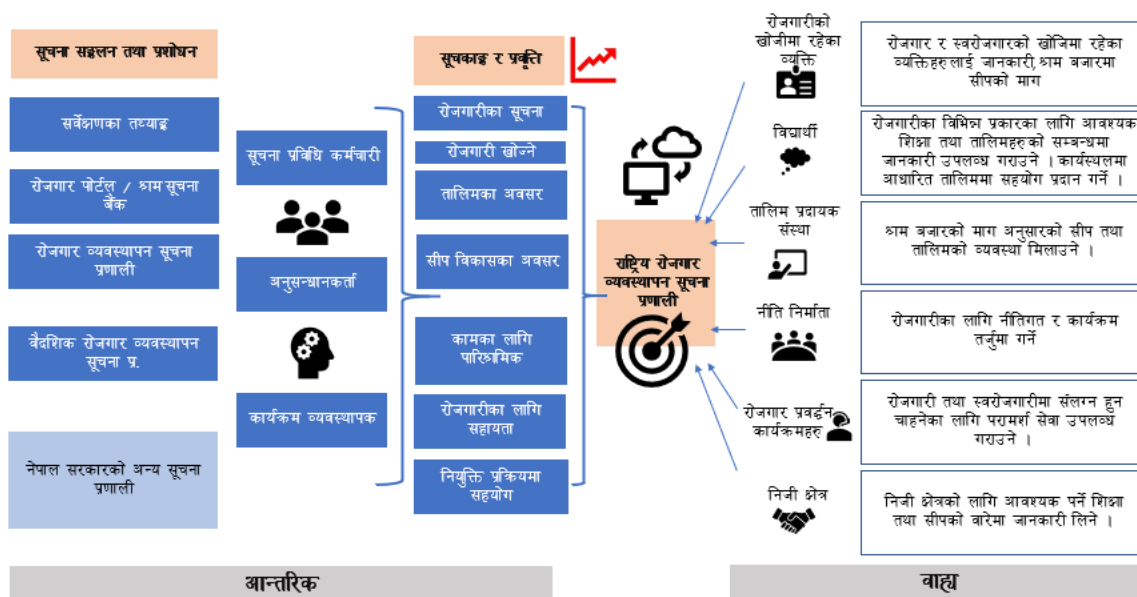 सूचना सङ्कलन तथा प्रशोधन
सर्वेक्षणका तथ्याङ्क
रोजगार पोर्टल / श्रम सूचना
बैंक
रोजगार व्यवस्थापन सूचना
प्रणाली
वैदशिक रोजगार व्यवस्थापन
सूचना प्र.
नेपाल सरकारको अन्य सूचना
प्रणाली
सूचना प्रविधि कर्मचारी
अनुसन्धानकर्ता
कार्यक्रम व्यवस्थापक
सूचकाङ्क र प्रवृत्ति
रोजगारीका सूचना
रोजगारी खोज्ने
तालिमका अवसर
सीप विकासका अवसर
कामका लागि
पारिश्रामिक
रोजगारीका लागि
सहायता
नियुक्ति प्रक्रियमा
सहयोग
राष्ट्रिय रोजगार
व्यवस्थापन सूचना
प्रणाली
रोजगारीको
खोजीमा रहेका
व्यक्ति
रोजगार र स्वरोजगारको खोजिमा रहेका
व्यक्तिहरुलाई जानकारी,श्राम बजारमा
सीपको माग
विद्यार्थी
रोजगारीका विभिन्न प्रकारका लागि आवश्यक
शिक्षा तथा तालिमहरुको सम्बन्धमा
जानकारी उपलव्ध गराउने । कार्यस्थलमा
आधारित तालिममा सहयोग प्रदान गर्ने ।
तालिम प्रदायक
संस्था
श्राम बजारको माग अनुसारको सीप तथा
तालिमको व्यवस्था मिलाउने ।
नीति निर्माता
रोजगारीका लागि नीतिगत र कार्यक्रम
तर्जुमा गर्ने
रोजगार प्रवर्द्धन
कार्यक्रमहरु
रोजगारी तथा स्वरोजगारीमा संलग्न हुन
चाहनेका लागि परामर्श सेवा उपलव्ध
गराउने ।
निजी क्षेत्र
निजी क्षेत्रको लागि आवश्यक पर्ने शिक्षा
तथा सीपको वारेमा जानकारी लिने ।
आन्तरिक
वाह्य